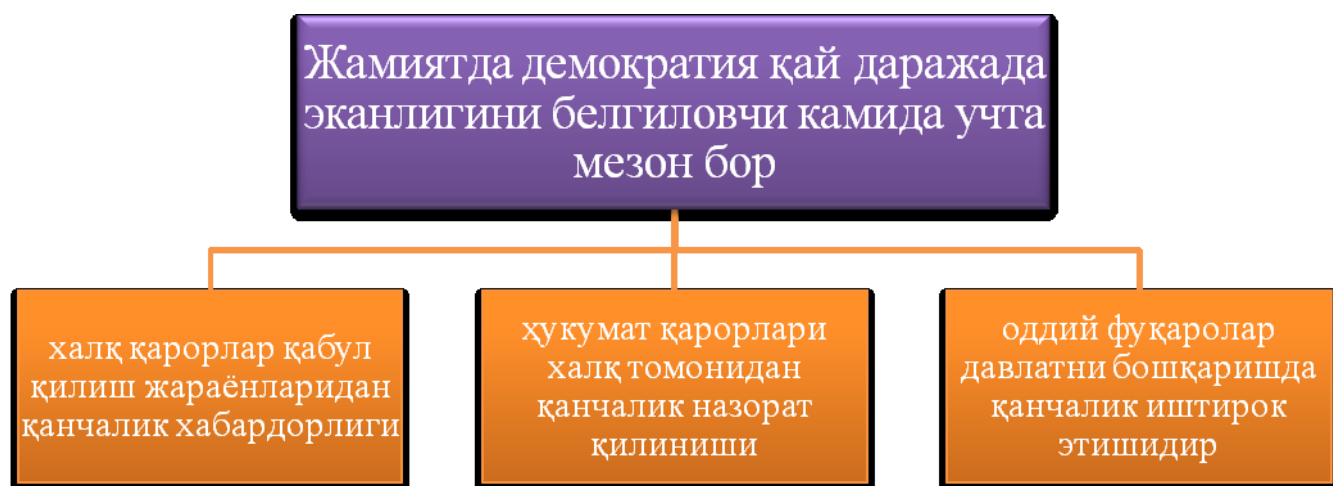 Жамиятда демократия қай даражада
эканлигини белгиловчи камида учта
мезон бор
халқ қарорлар қабул
қилиш жараёнларидан
қанчалик хабардорлиги
ҳукумат қарорлари
халқ томонидан
қанчалик назорат
қилиниши
оддий фуқаролар
давлатни бошқаришда
қанчалик иштирок
этишидир